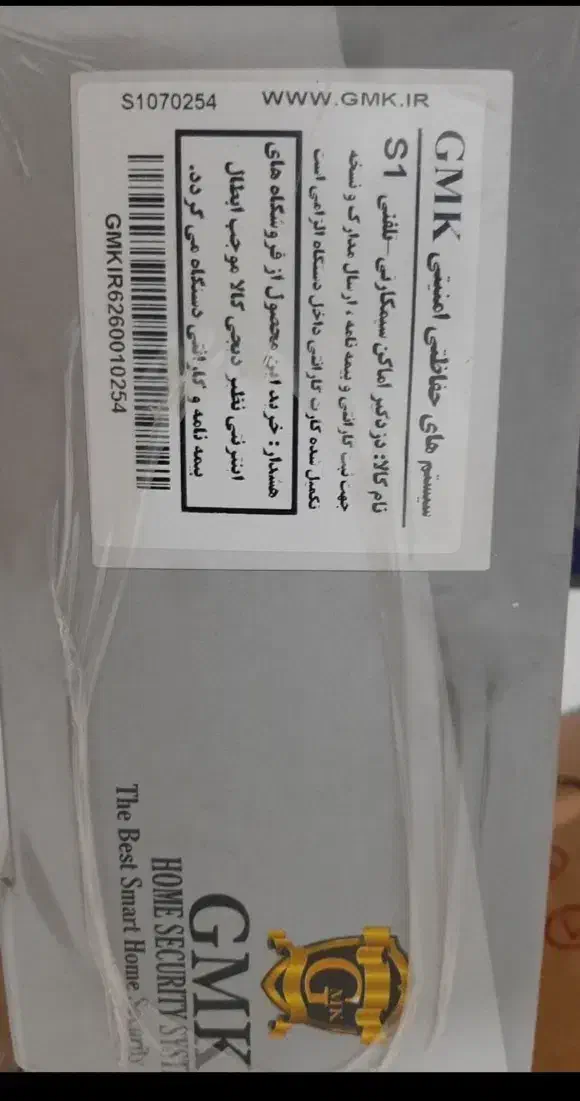 WWW.GMK.IR
S1070254
GMK سیستم های حفاظتی امنیتی
نام کالا: دزدگیر اماکن سیمکارتی-تلفنی S1
جهت ثبت گارانتی و بیمه نامه ، ارسال مدارک و نسخه
تکمیل شده کارت گارانتی داخل دستگاه الزامی است
هشدار: خرید این محصول از فروشگاه های
اینترنتی نظیر دیجی کالا موجب ابطال
بیمه نامه و گارانتی دستگاه می گردد.
GMKIR6260010254
GMK
GMK
HOME SECURITY SYST
The Best Smart Home Security